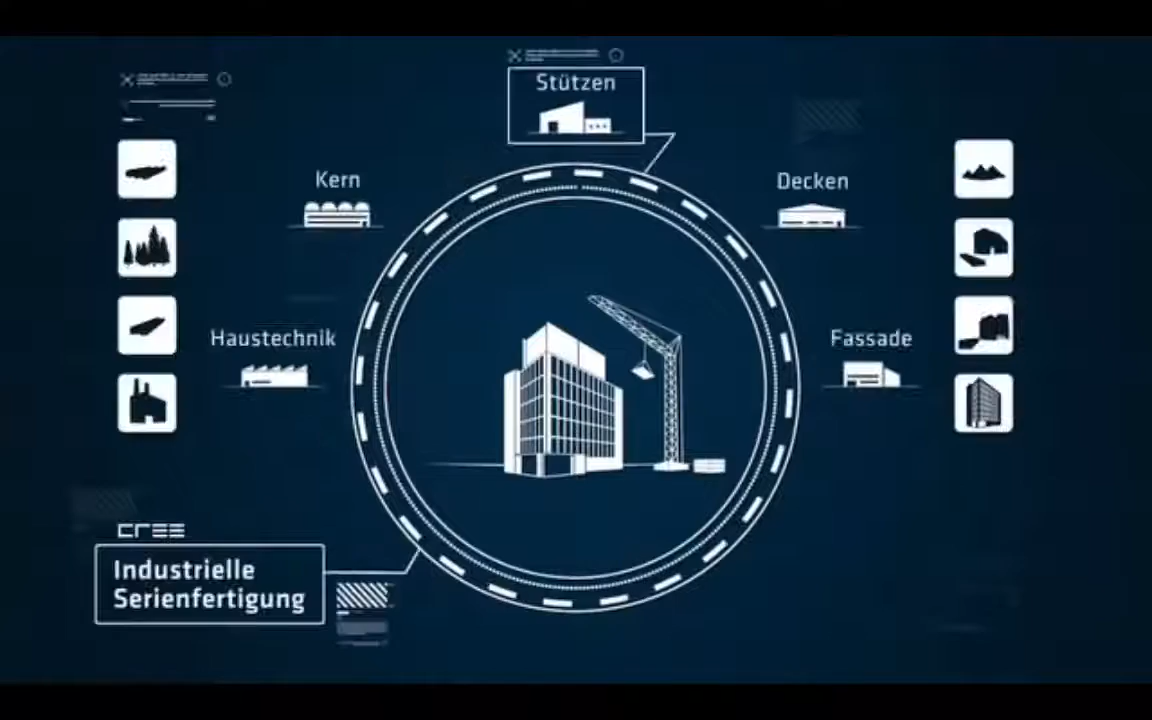 Stützen
Kern
Decken
Haustechnik
Fassade
CREE
Industrielle
Serienfertigung